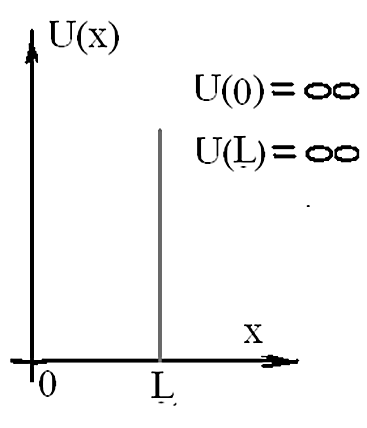 U(x)
U(0) = ∞
U(L) = ∞
x
0
L